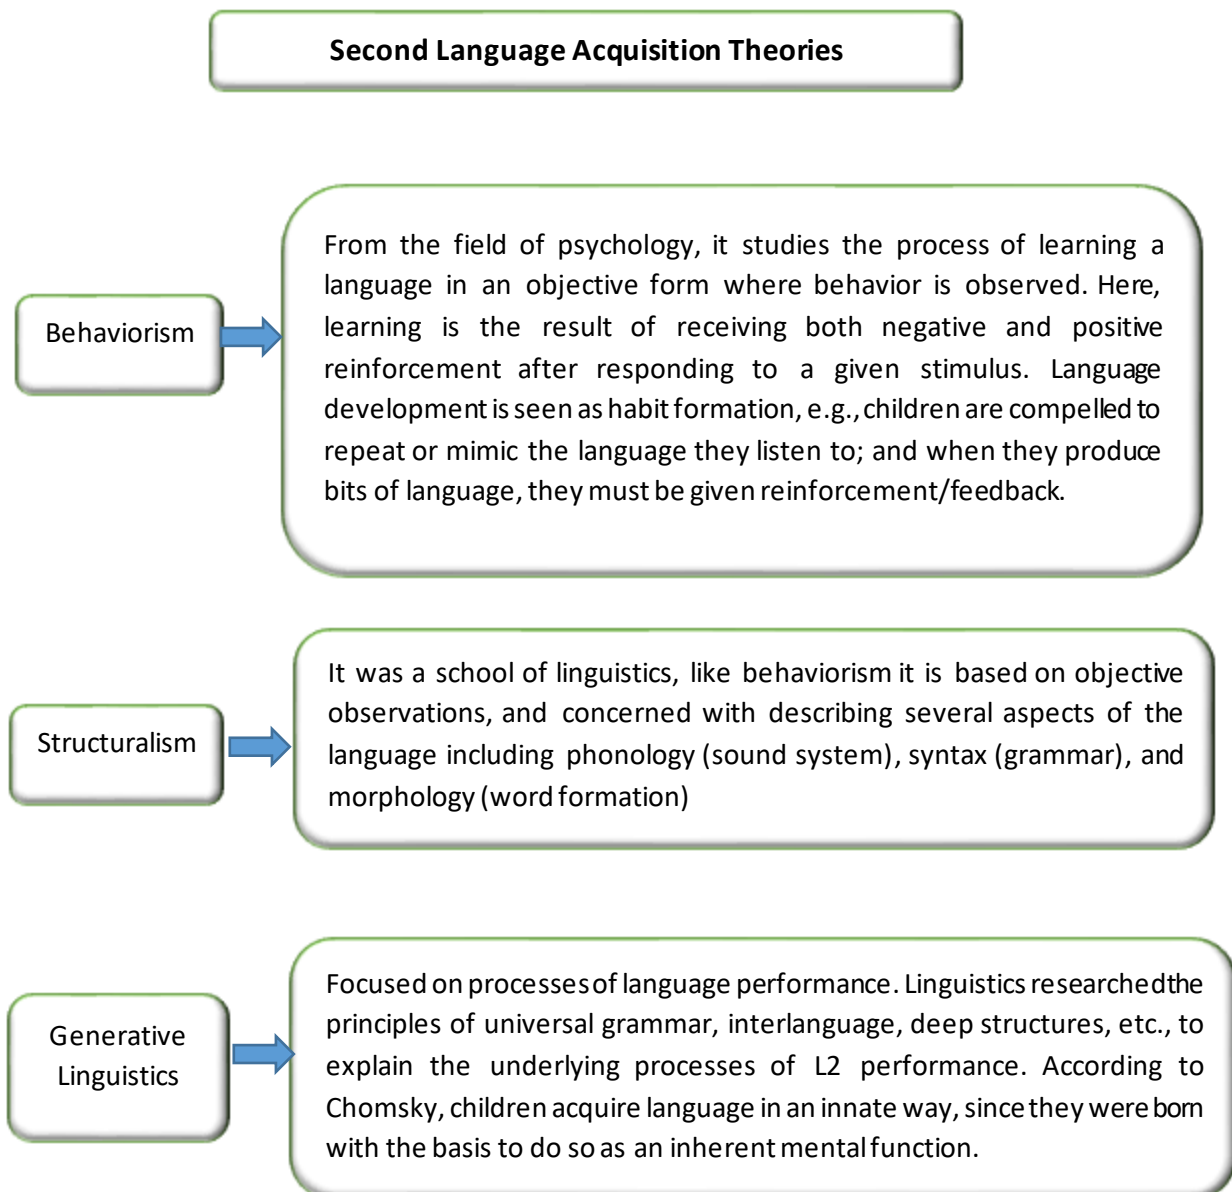 Second Language Acquisition Theories
Behaviorism
From the field of psychology, it studies the process of learning a
language in an objective form where behavior is observed. Here,
learning is the result of receiving both negative and positive
reinforcement after responding to a given stimulus. Language
development is seen as habit formation, e.g., children are compelled to
repeat or mimic the language they listen to; and when they produce
bits of language, they must be given reinforcement/feedback.
Structuralism
It was a school of linguistics, like behaviorism it is based on objective
observations, and concerned with describing several aspects of the
language including phonology (sound system), syntax (grammar), and
morphology (word formation)
Generative
Linguistics
Focused on processes of language performance. Linguistics researched the
principles of universal grammar, interlanguage, deep structures, etc., to
explain the underlying processes of L2 performance. According to
Chomsky, children acquire language in an innate way, since they were born
with the basis to do so as an inherent mental function.